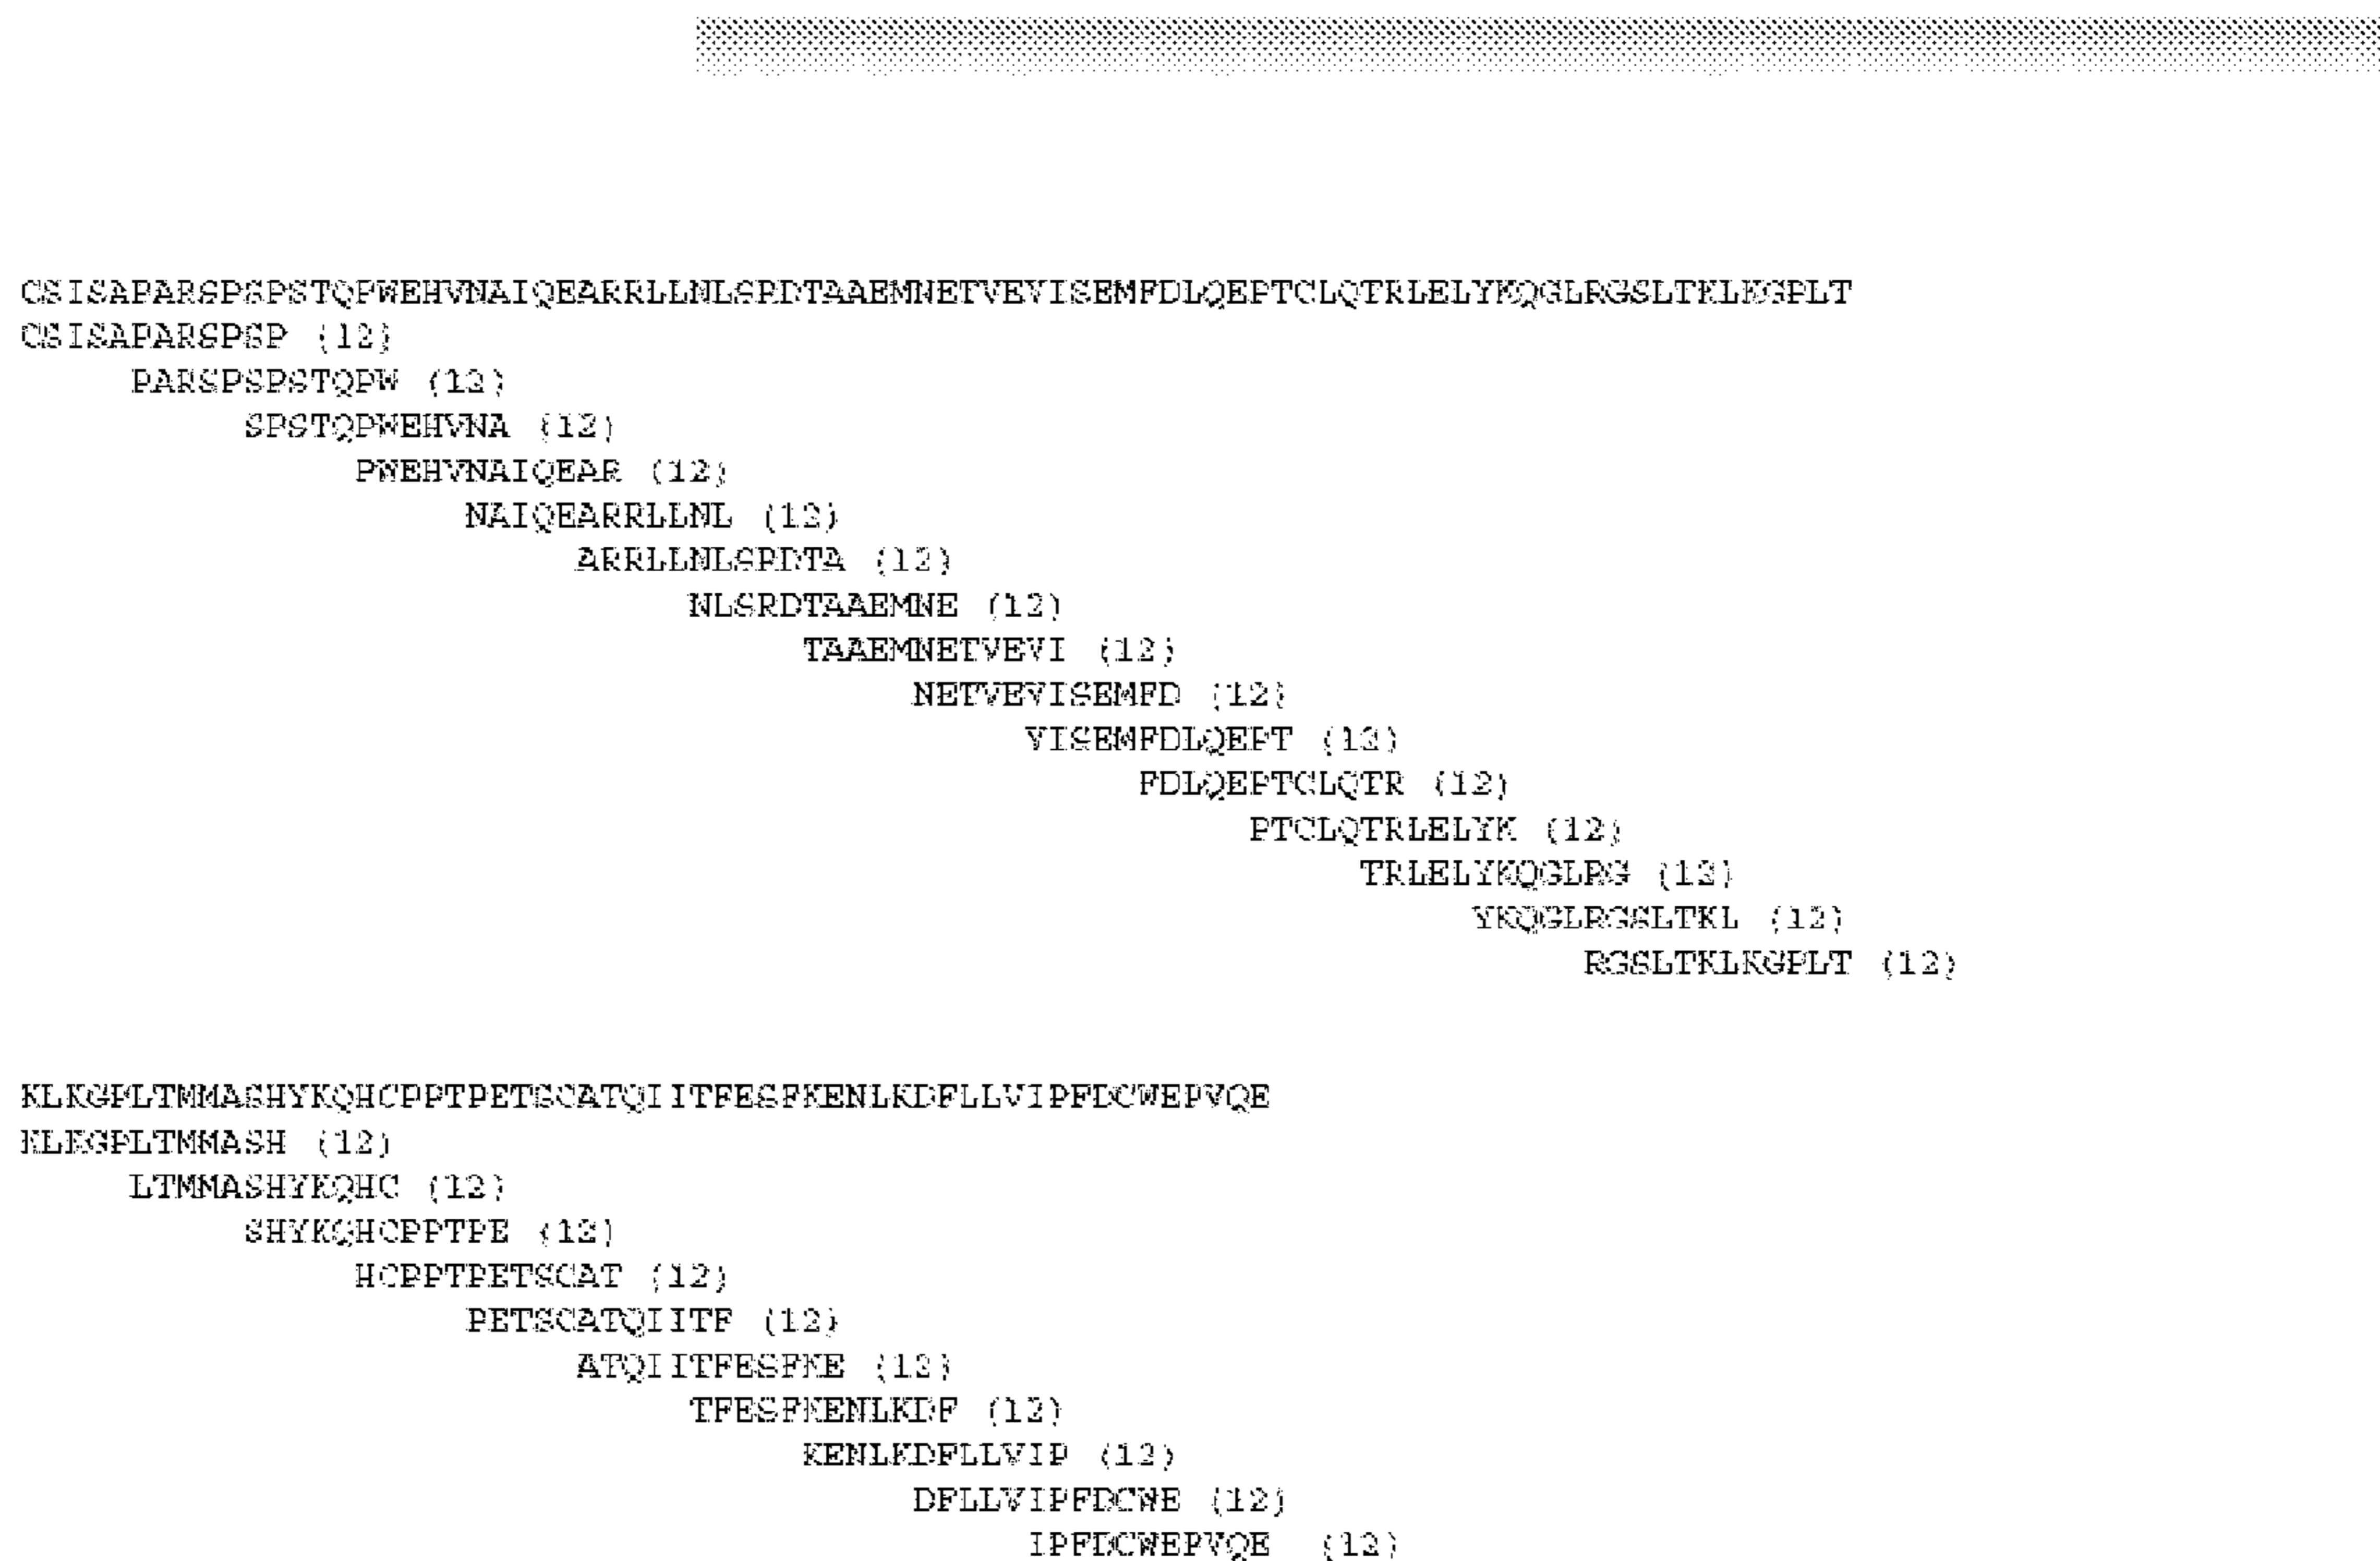 CSISAPARSPSPSTQPWEHVNAIQEARRLLNLSRDTAAEMNETVEVISEMFDLQEPTCLQTRLELYKQGLRGSLTKLKGPLT
CSISAPARSPSP (12)
PARSPSPSTQPW (12)
SPSTQPWEHVNA (12)
PWEHVNAIQEAR (12)
NAIQEARRLLNL (12)
ARRLLNLSRDTA (12)
NLSRDTAAEMNE (12)
TAAEMNETVEVI (12)
NETVEVISEMFD (12)
VISEMFDLQEPT (12)
FDLQEPTCLQTR (12)
PTCLQTRLELYK (12)
TRLELYKQGLRG (12)
YKQGLRGSLTKL (12)
RGSLTKLKGPLT (12)
KLKGPLTMMASHYKQHCPPTPETSCATQIITFESFKENLKDFLLVIPFDCWEPVQE
KLKGPLTMMASH (12)
LTMMASHYKQHC (12)
SHYKQHCPPTPE (12)
HCPPTPETSCAT (12)
PETSCATQIITF (12)
ATQIITFESFKE (12)
TFESFKENLKDF (12)
KENLKDFLLVIP (12)
DFLLVIPFDCWE (12)
IPFDCWEPVQE (12)